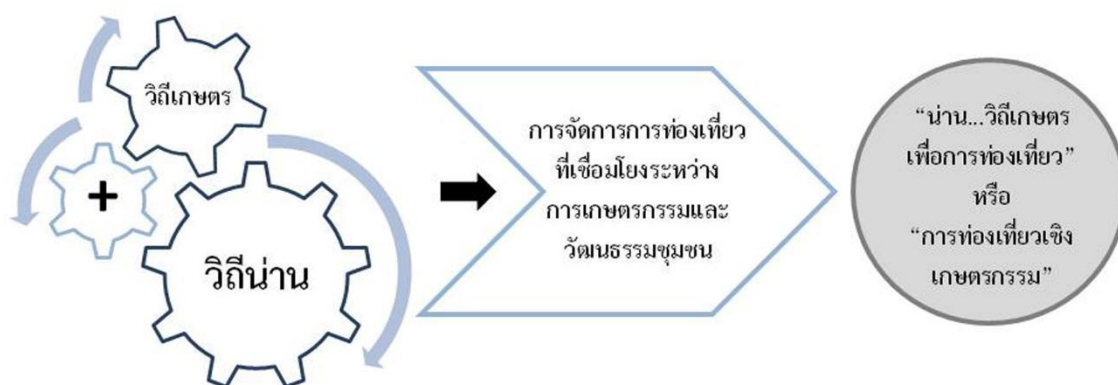 วิถีเกษตร
+
วิถีน่าน
การจัดการการท่องเที่ยว
ที่เชื่อมโยงระหว่าง
การเกษตรกรรมและ
วัฒนธรรมชุมชน
“น่าน...วิถีเกษตร
เพื่อการท่องเที่ยว”
หรือ
“การท่องเที่ยวเชิง
เกษตรกรรม”